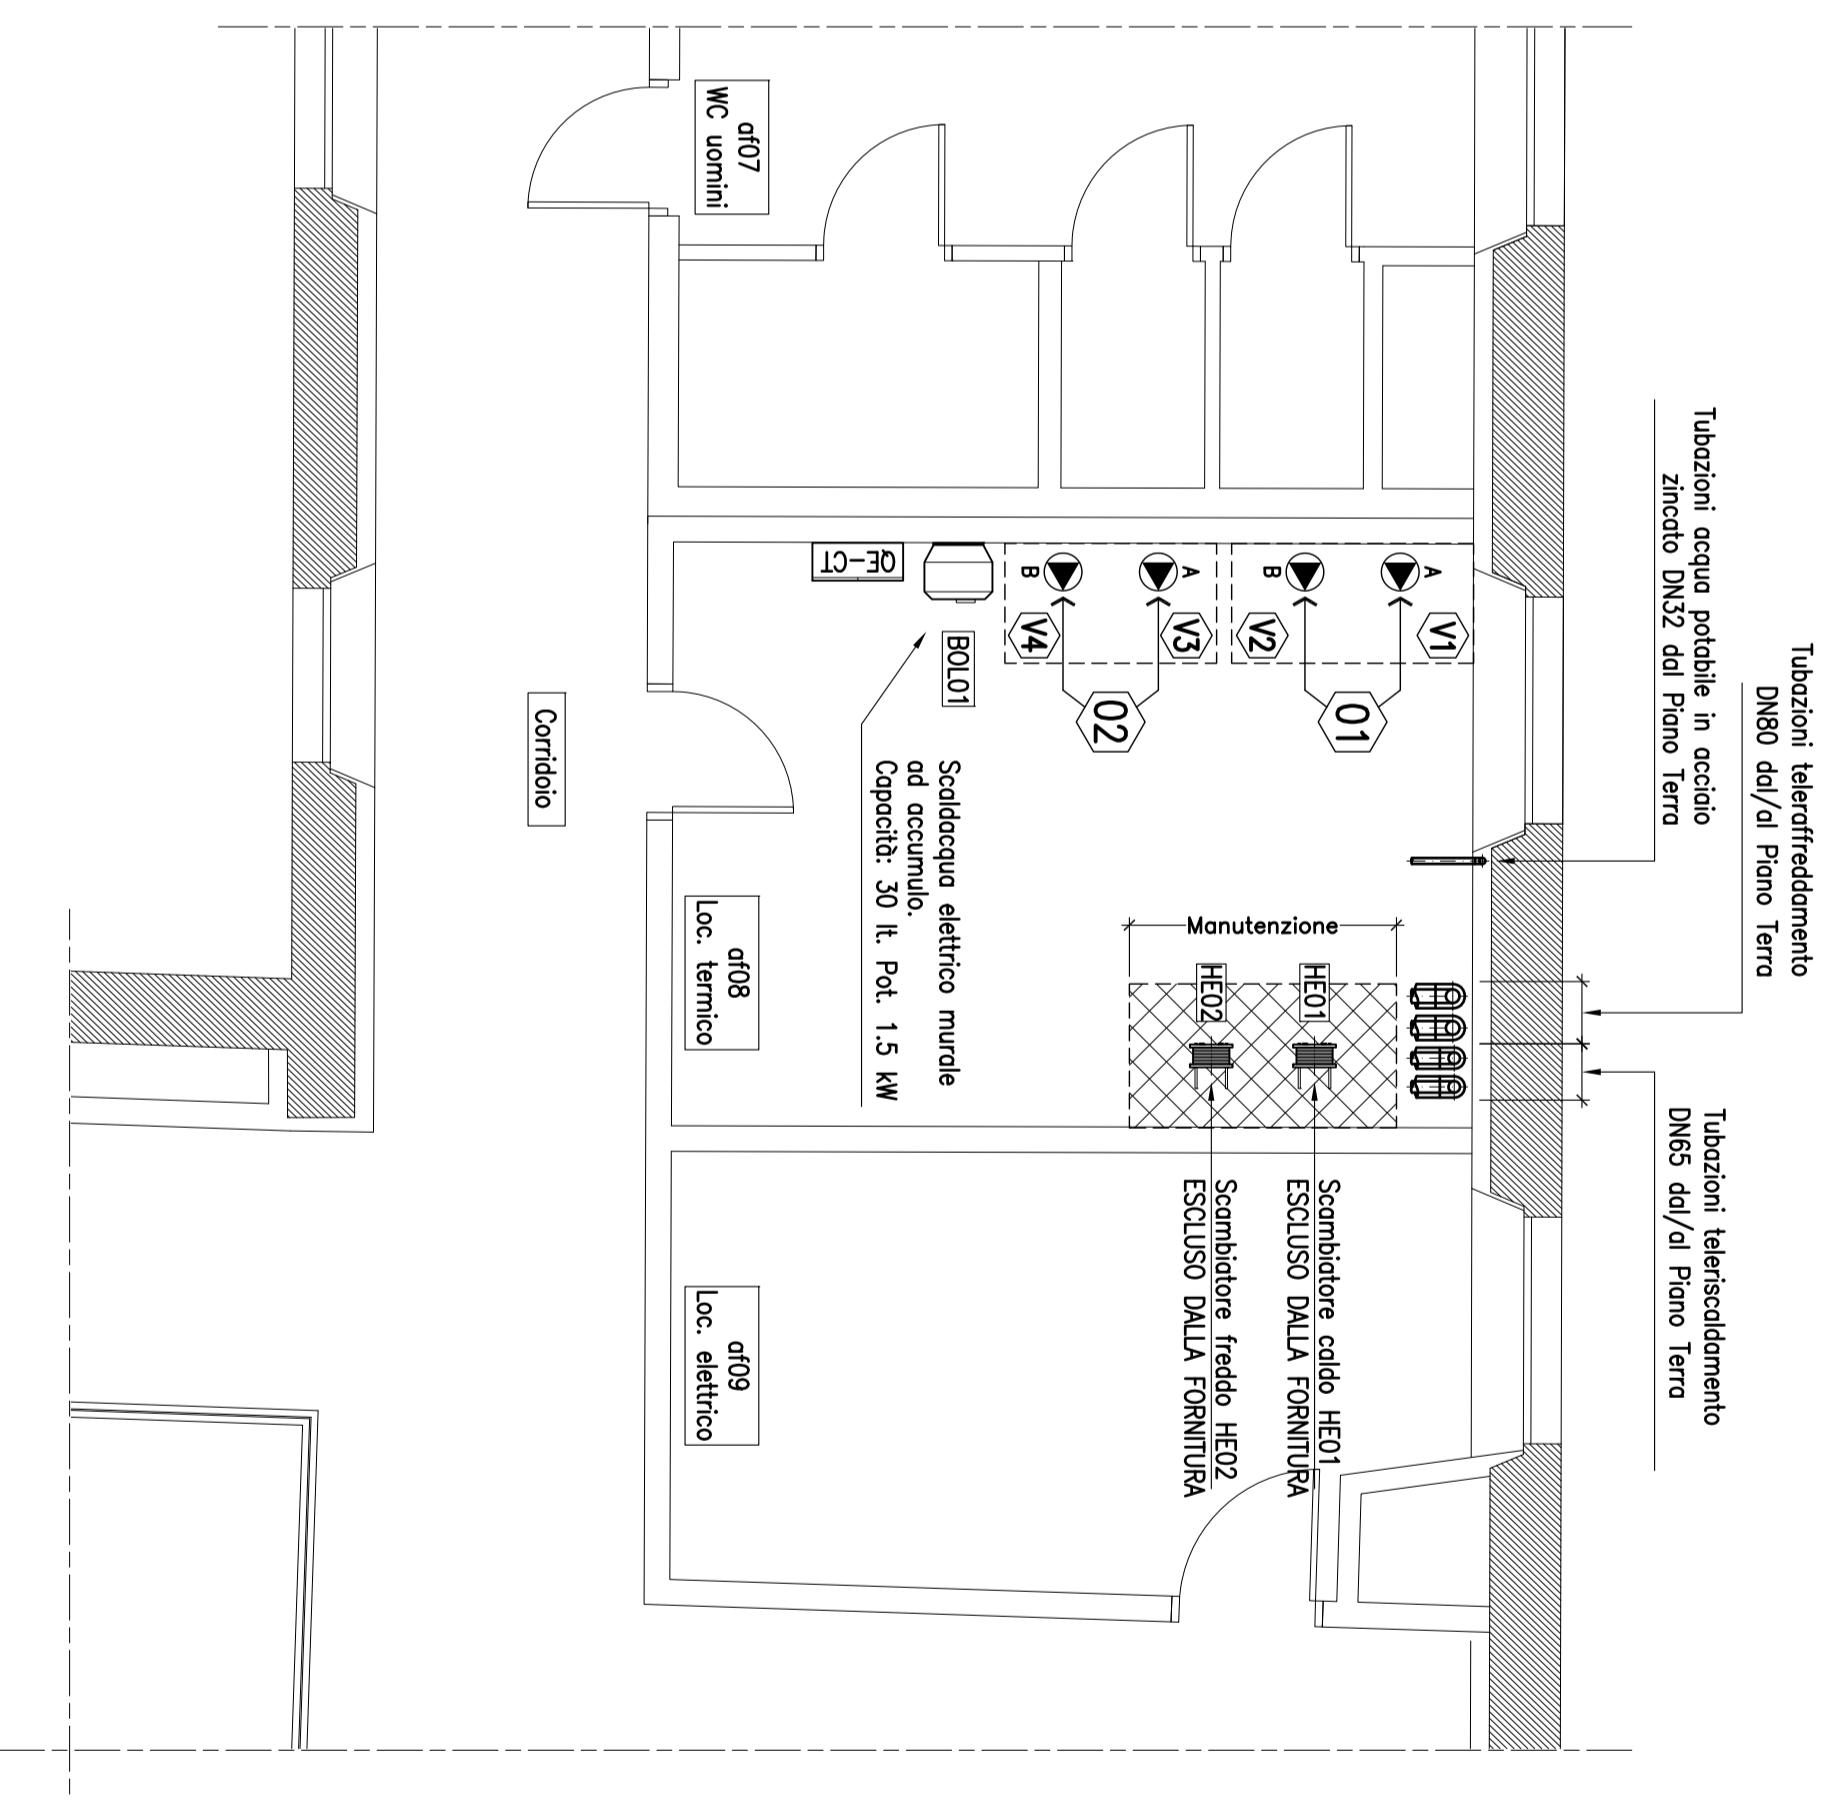 Tubazioni teleraffreddamento
DN80 dal/al Piano Terra
Tubazioni acqua potabile in acciaio
zincato DN32 dal Piano Terra
Tubazioni teleriscaldamento
DN65 dal/al Piano Terra
af07
WC uomini
A
B
V1
V2
01
A
B
V3
V4
02
QE-CT
BOL01
Scaldacqua elettrico murale
ad accumulo.
Capacità: 30 lt. Pot. 1.5 kW
Manutenzione
HE01
HE02
Scambiatore caldo HE01
ESCLUSO DALLA FORNITURA
Scambiatore freddo HE02
ESCLUSO DALLA FORNITURA
af08
Loc. termico
af09
Loc. elettrico
Corridoio